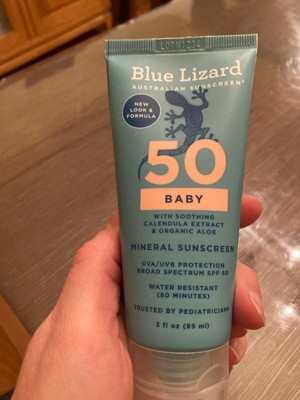 Blue Lizard
AUSTRALIAN SUNSCREEN
NEW
LOOK &
FORMULA
50
BABY
WITH SOOTHING
CALENDULA EXTRACT
& ORGANIC ALOE
MINERAL SUNSCREEN
UVA/UVB PROTECTION
BROAD SPECTRUM SPF 50
WATER RESISTANT
(80 MINUTES)
TRUSTED BY PEDIATRICIANS
3 fl oz (89 ml)